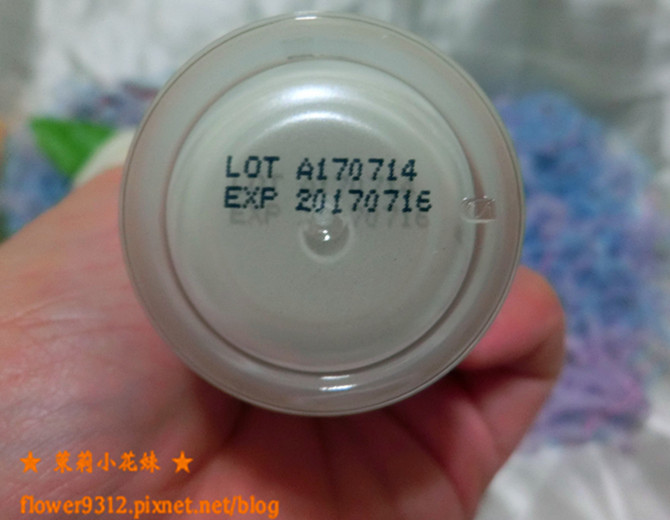 LOT A170714
EXP 20170716
★ 茉莉小花妹 ★
flower9312.pixnet.net/blog